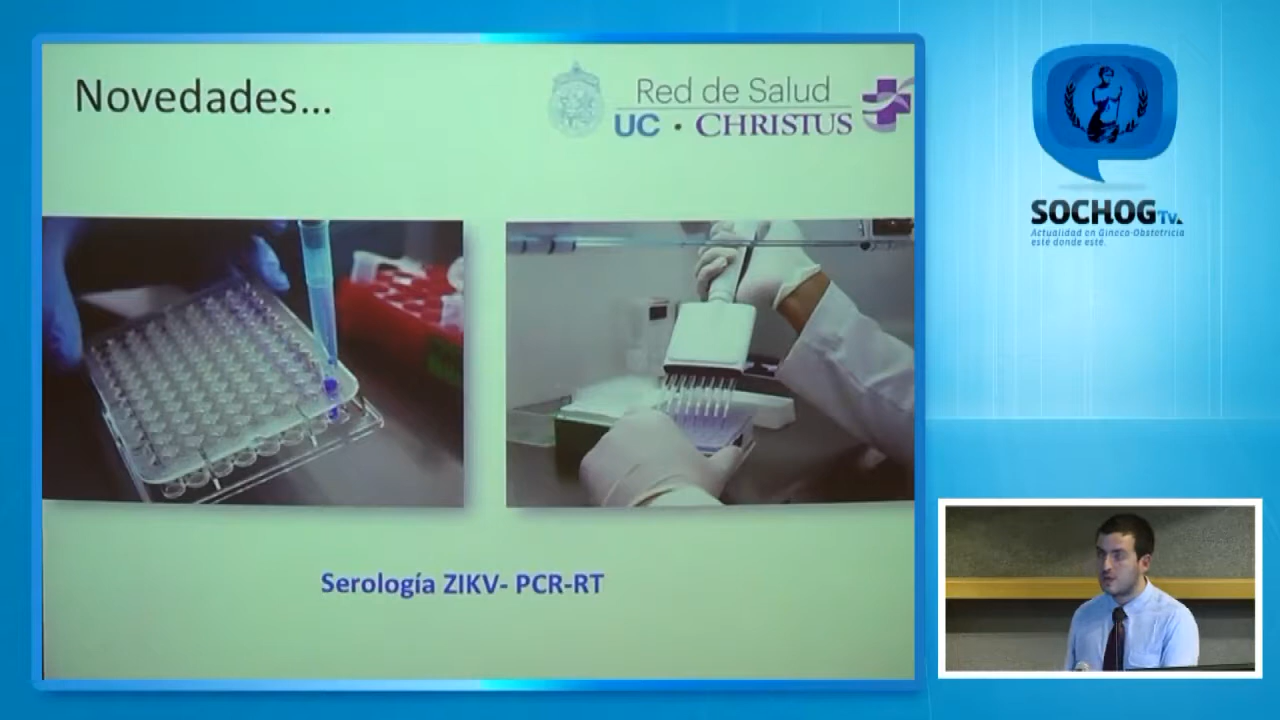 Novedades...
Red de Salud
UC · CHRISTUS
Serología ZIKV- PCR-RT
SOCHOG Tv.
Actualidad en Gineco-Obstetricia
esté donde esté.